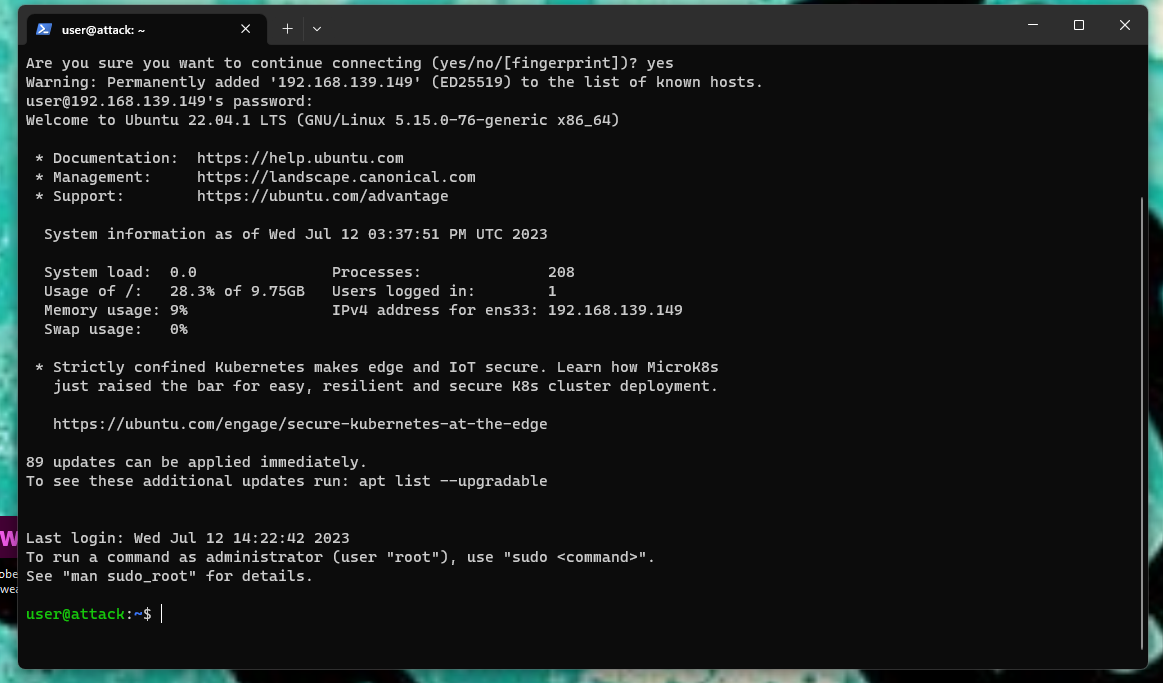 user@attack: ~
Are you sure you want to continue connecting (yes/no/[fingerprint])? yes
Warning: Permanently added '192.168.139.149' (ED25519) to the list of known hosts.
user@192.168.139.149's password:
Welcome to Ubuntu 22.04.1 LTS (GNU/Linux 5.15.0-76-generic x86_64)
* Documentation:  https://help.ubuntu.com
* Management:     https://landscape.canonical.com
* Support:        https://ubuntu.com/advantage
System information as of Wed Jul 12 03:37:51 PM UTC 2023
System load:  0.0               Processes:              208
Usage of /:   28.3% of 9.75GB   Users logged in:        1
Memory usage: 9%                IPv4 address for ens33: 192.168.139.149
Swap usage:   0%
* Strictly confined Kubernetes makes edge and IoT secure. Learn how MicroK8s
just raised the bar for easy, resilient and secure K8s cluster deployment.
https://ubuntu.com/engage/secure-kubernetes-at-the-edge
89 updates can be applied immediately.
To see these additional updates run: apt list --upgradable
Last login: Wed Jul 12 14:22:42 2023
To run a command as administrator (user "root"), use "sudo <command>".
See "man sudo_root" for details.
user@attack:~$